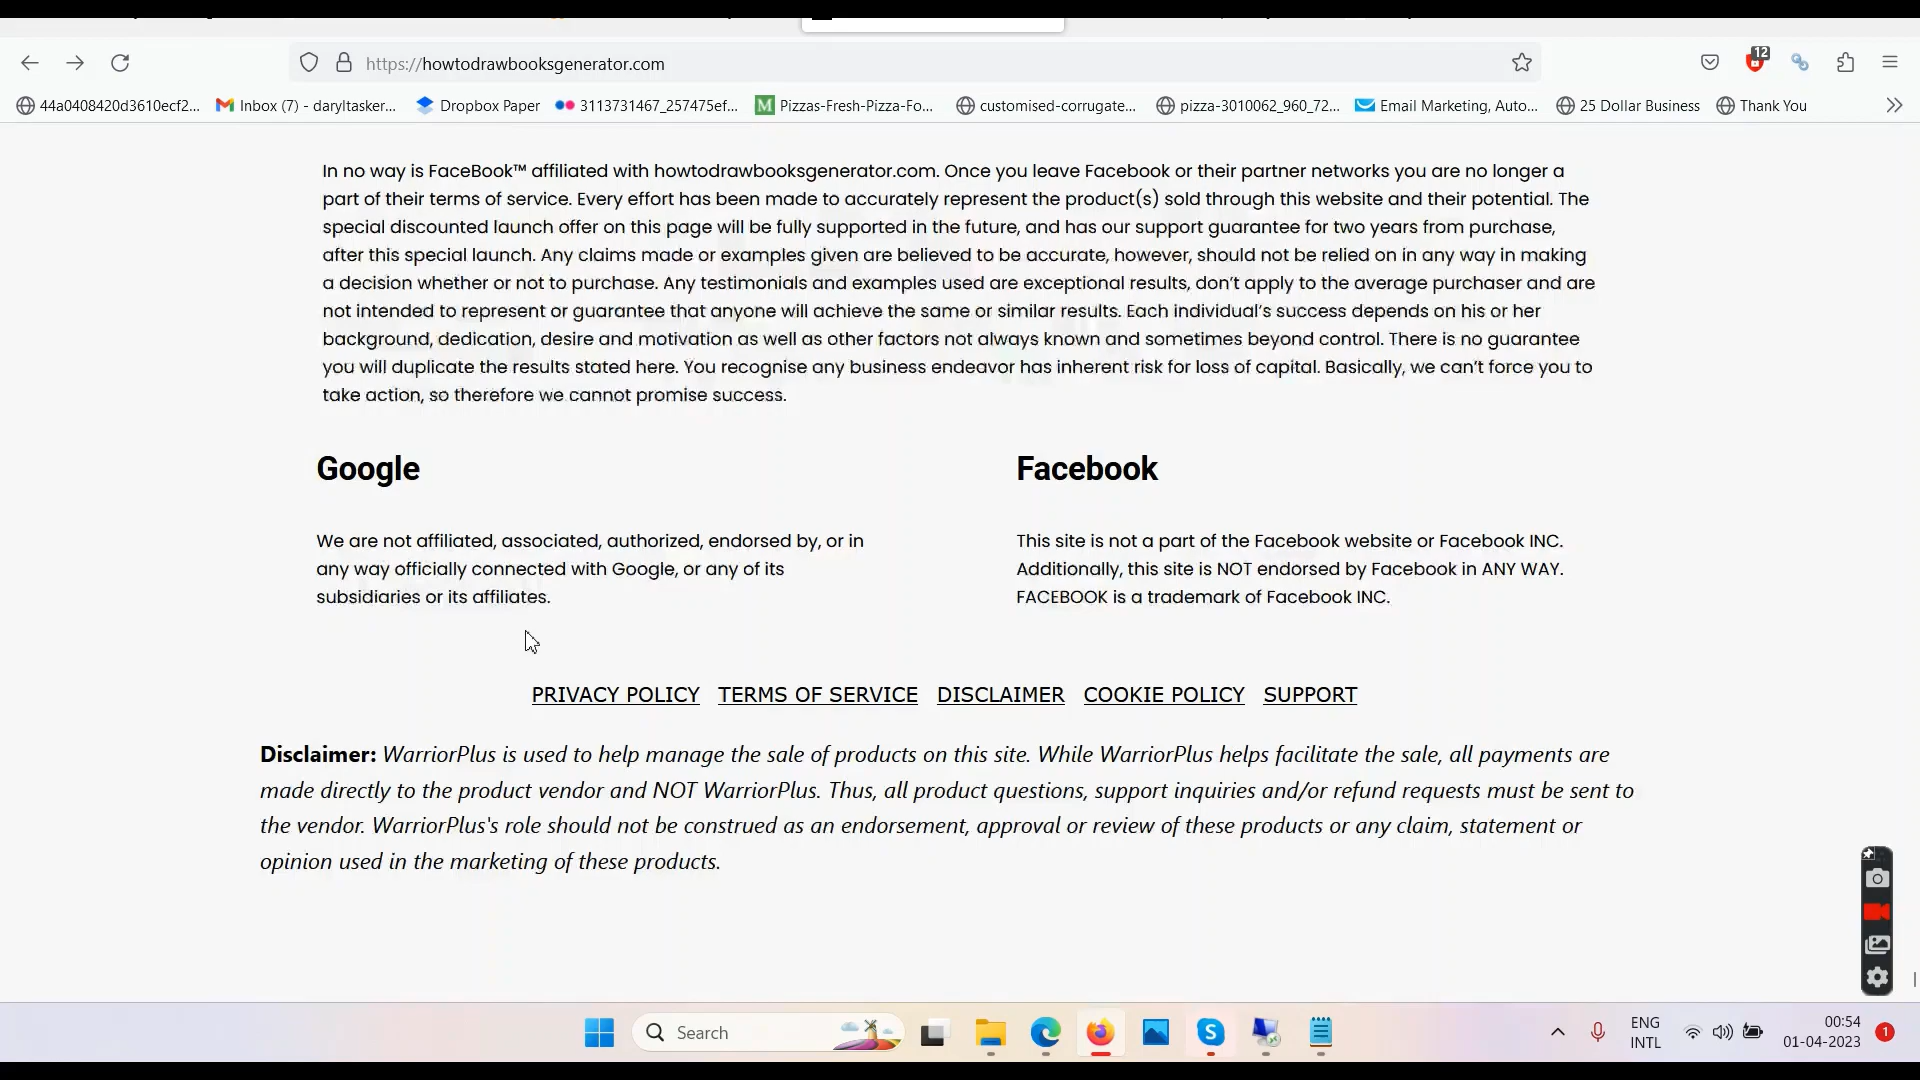 https://howtodrawbooksgenerator.com
12
44a0408420d3610ecf2... Inbox (7) - daryltasker... Dropbox Paper 3113731467_257475ef... Pizzas-Fresh-Pizza-Fo... customised-corrugate... pizza-3010062_960_72... Email Marketing, Auto... 25 Dollar Business Thank You
In no way is FaceBook™ affiliated with howtodrawbooksgenerator.com. Once you leave Facebook or their partner networks you are no longer a
part of their terms of service. Every effort has been made to accurately represent the product(s) sold through this website and their potential. The
special discounted launch offer on this page will be fully supported in the future, and has our support guarantee for two years from purchase,
after this special launch. Any claims made or examples given are believed to be accurate, however, should not be relied on in any way in making
a decision whether or not to purchase. Any testimonials and examples used are exceptional results, don't apply to the average purchaser and are
not intended to represent or guarantee that anyone will achieve the same or similar results. Each individual's success depends on his or her
background, dedication, desire and motivation as well as other factors not always known and sometimes beyond control. There is no guarantee
you will duplicate the results stated here. You recognise any business endeavor has inherent risk for loss of capital. Basically, we can't force you to
take action, so therefore we cannot promise success.
Google
We are not affiliated, associated, authorized, endorsed by, or in
any way officially connected with Google, or any of its
subsidiaries or its affiliates.
Facebook
This site is not a part of the Facebook website or Facebook INC.
Additionally, this site is NOT endorsed by Facebook in ANY WAY.
FACEBOOK is a trademark of Facebook INC.
PRIVACY POLICY TERMS OF SERVICE DISCLAIMER COOKIE POLICY SUPPORT
Disclaimer: WarriorPlus is used to help manage the sale of products on this site. While WarriorPlus helps facilitate the sale, all payments are
made directly to the product vendor and NOT WarriorPlus. Thus, all product questions, support inquiries and/or refund requests must be sent to
the vendor. WarriorPlus's role should not be construed as an endorsement, approval or review of these products or any claim, statement or
opinion used in the marketing of these products.
Search
ENG
INTL
00:54
01-04-2023
1